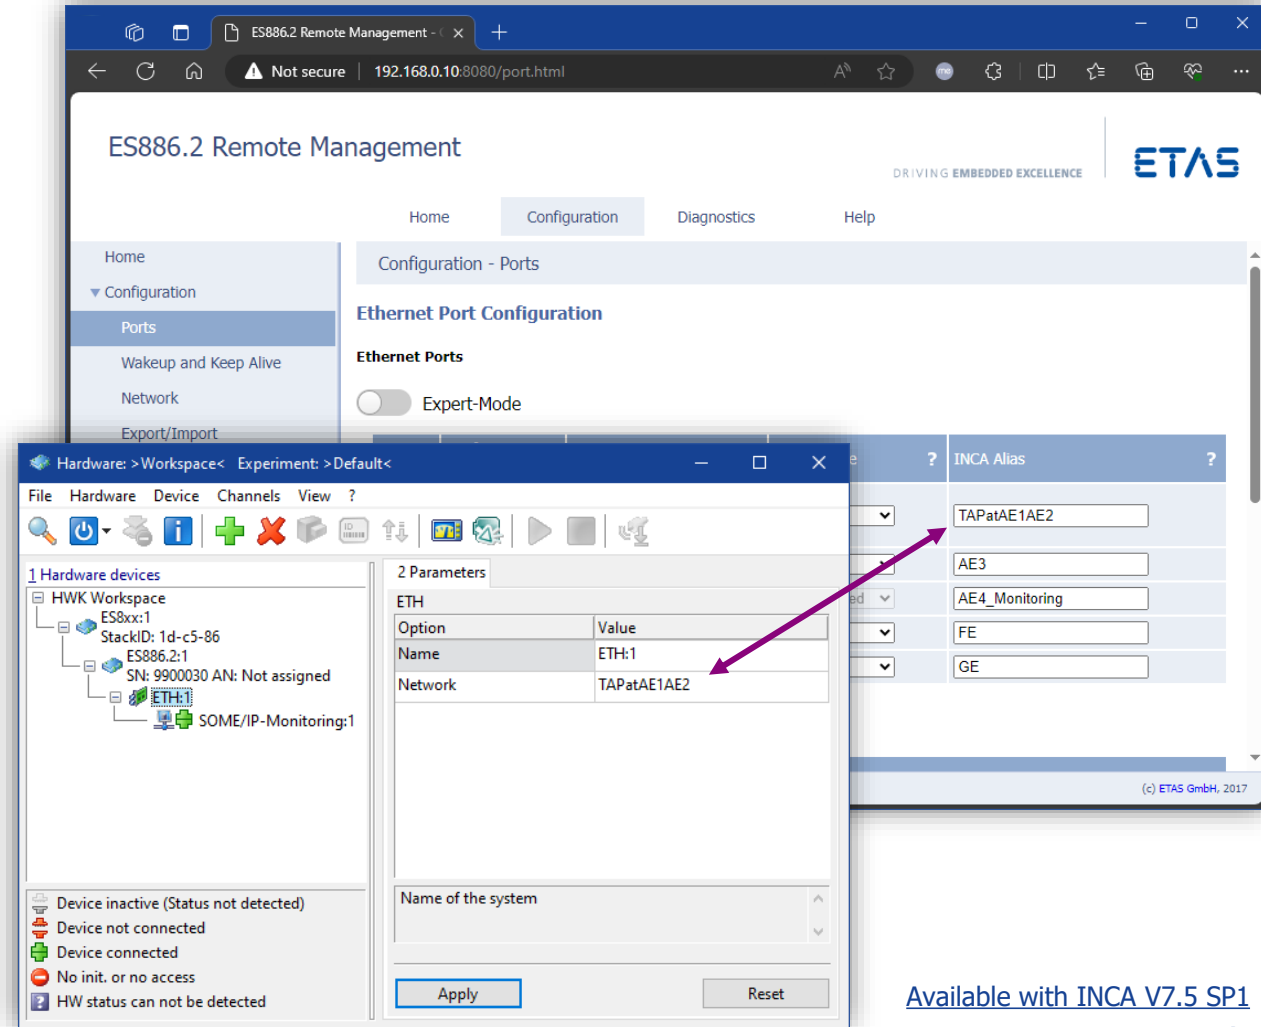 ES886.2 Remote Management - (
Not secure
192.168.0.10:8080/port.html
ES886.2 Remote Management
DRIVING EMBEDDED EXCELLENCE
ETAS
Home Configuration Diagnostics Help
Home
Configuration
Ports
Wakeup and Keep Alive
Network
Export/Import
Configuration - Ports
Ethernet Port Configuration
Ethernet Ports
Expert-Mode
e ? INCA Alias ?
TAPatAE1AE2
AE3
ed AE4_Monitoring
FE
GE
(c) ETAS GmbH, 2017
Hardware: >Workspace< Experiment: >Default<
File Hardware Device Channels View ?
1 Hardware devices
HWK Workspace
ES8xx:1
StackID: 1d-c5-86
ES886.2:1
SN: 9900030 AN: Not assigned
ETH:1
SOME/IP-Monitoring:1
2 Parameters
ETH
Option Value
Name ETH:1
Network TAPatAE1AE2
Name of the system
Apply Reset
Device inactive (Status not detected)
Device not connected
Device connected
No init. or no access
HW status can not be detected
Available with INCA V7.5 SP1